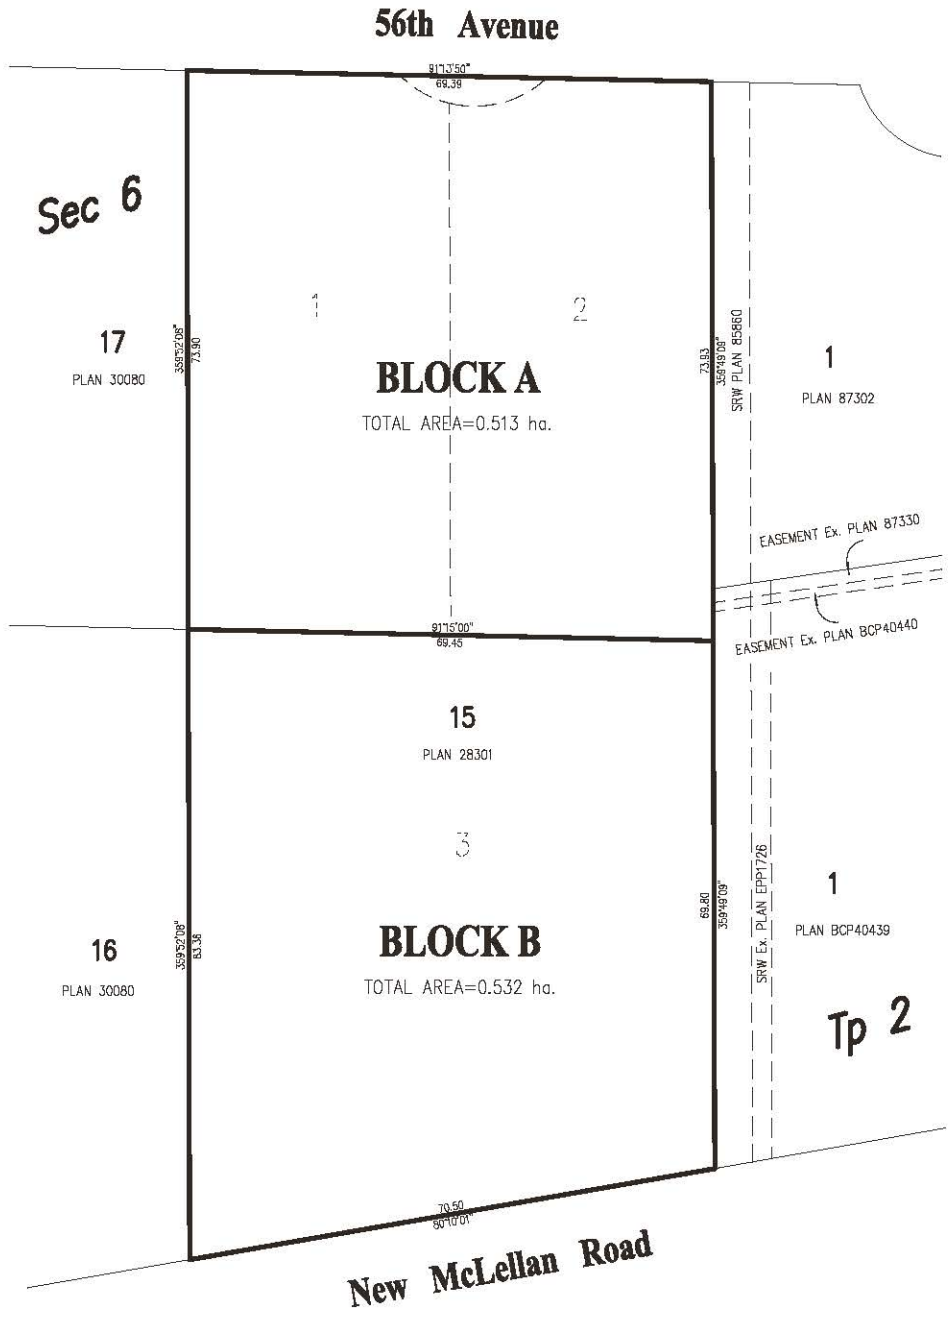 56th Avenue
91°13'50"
69.39
Sec 6
1
2
17
PLAN 30080
359°52'08"
73.90
BLOCK A
TOTAL AREA=0.513 ha.
73.93
359°49'09"
SRW PLAN 85860
1
PLAN 87302
EASEMENT Ex. PLAN 87330
EASEMENT Ex. PLAN BCP40440
91°15'00"
69.45
15
PLAN 28301
3
16
PLAN 30080
359°52'08"
83.38
BLOCK B
TOTAL AREA=0.532 ha.
69.80
359°49'09"
SRW Ex. PLAN EPP1726
1
PLAN BCP40439
Tp 2
70.50
80°10'01"
New McLellan Road